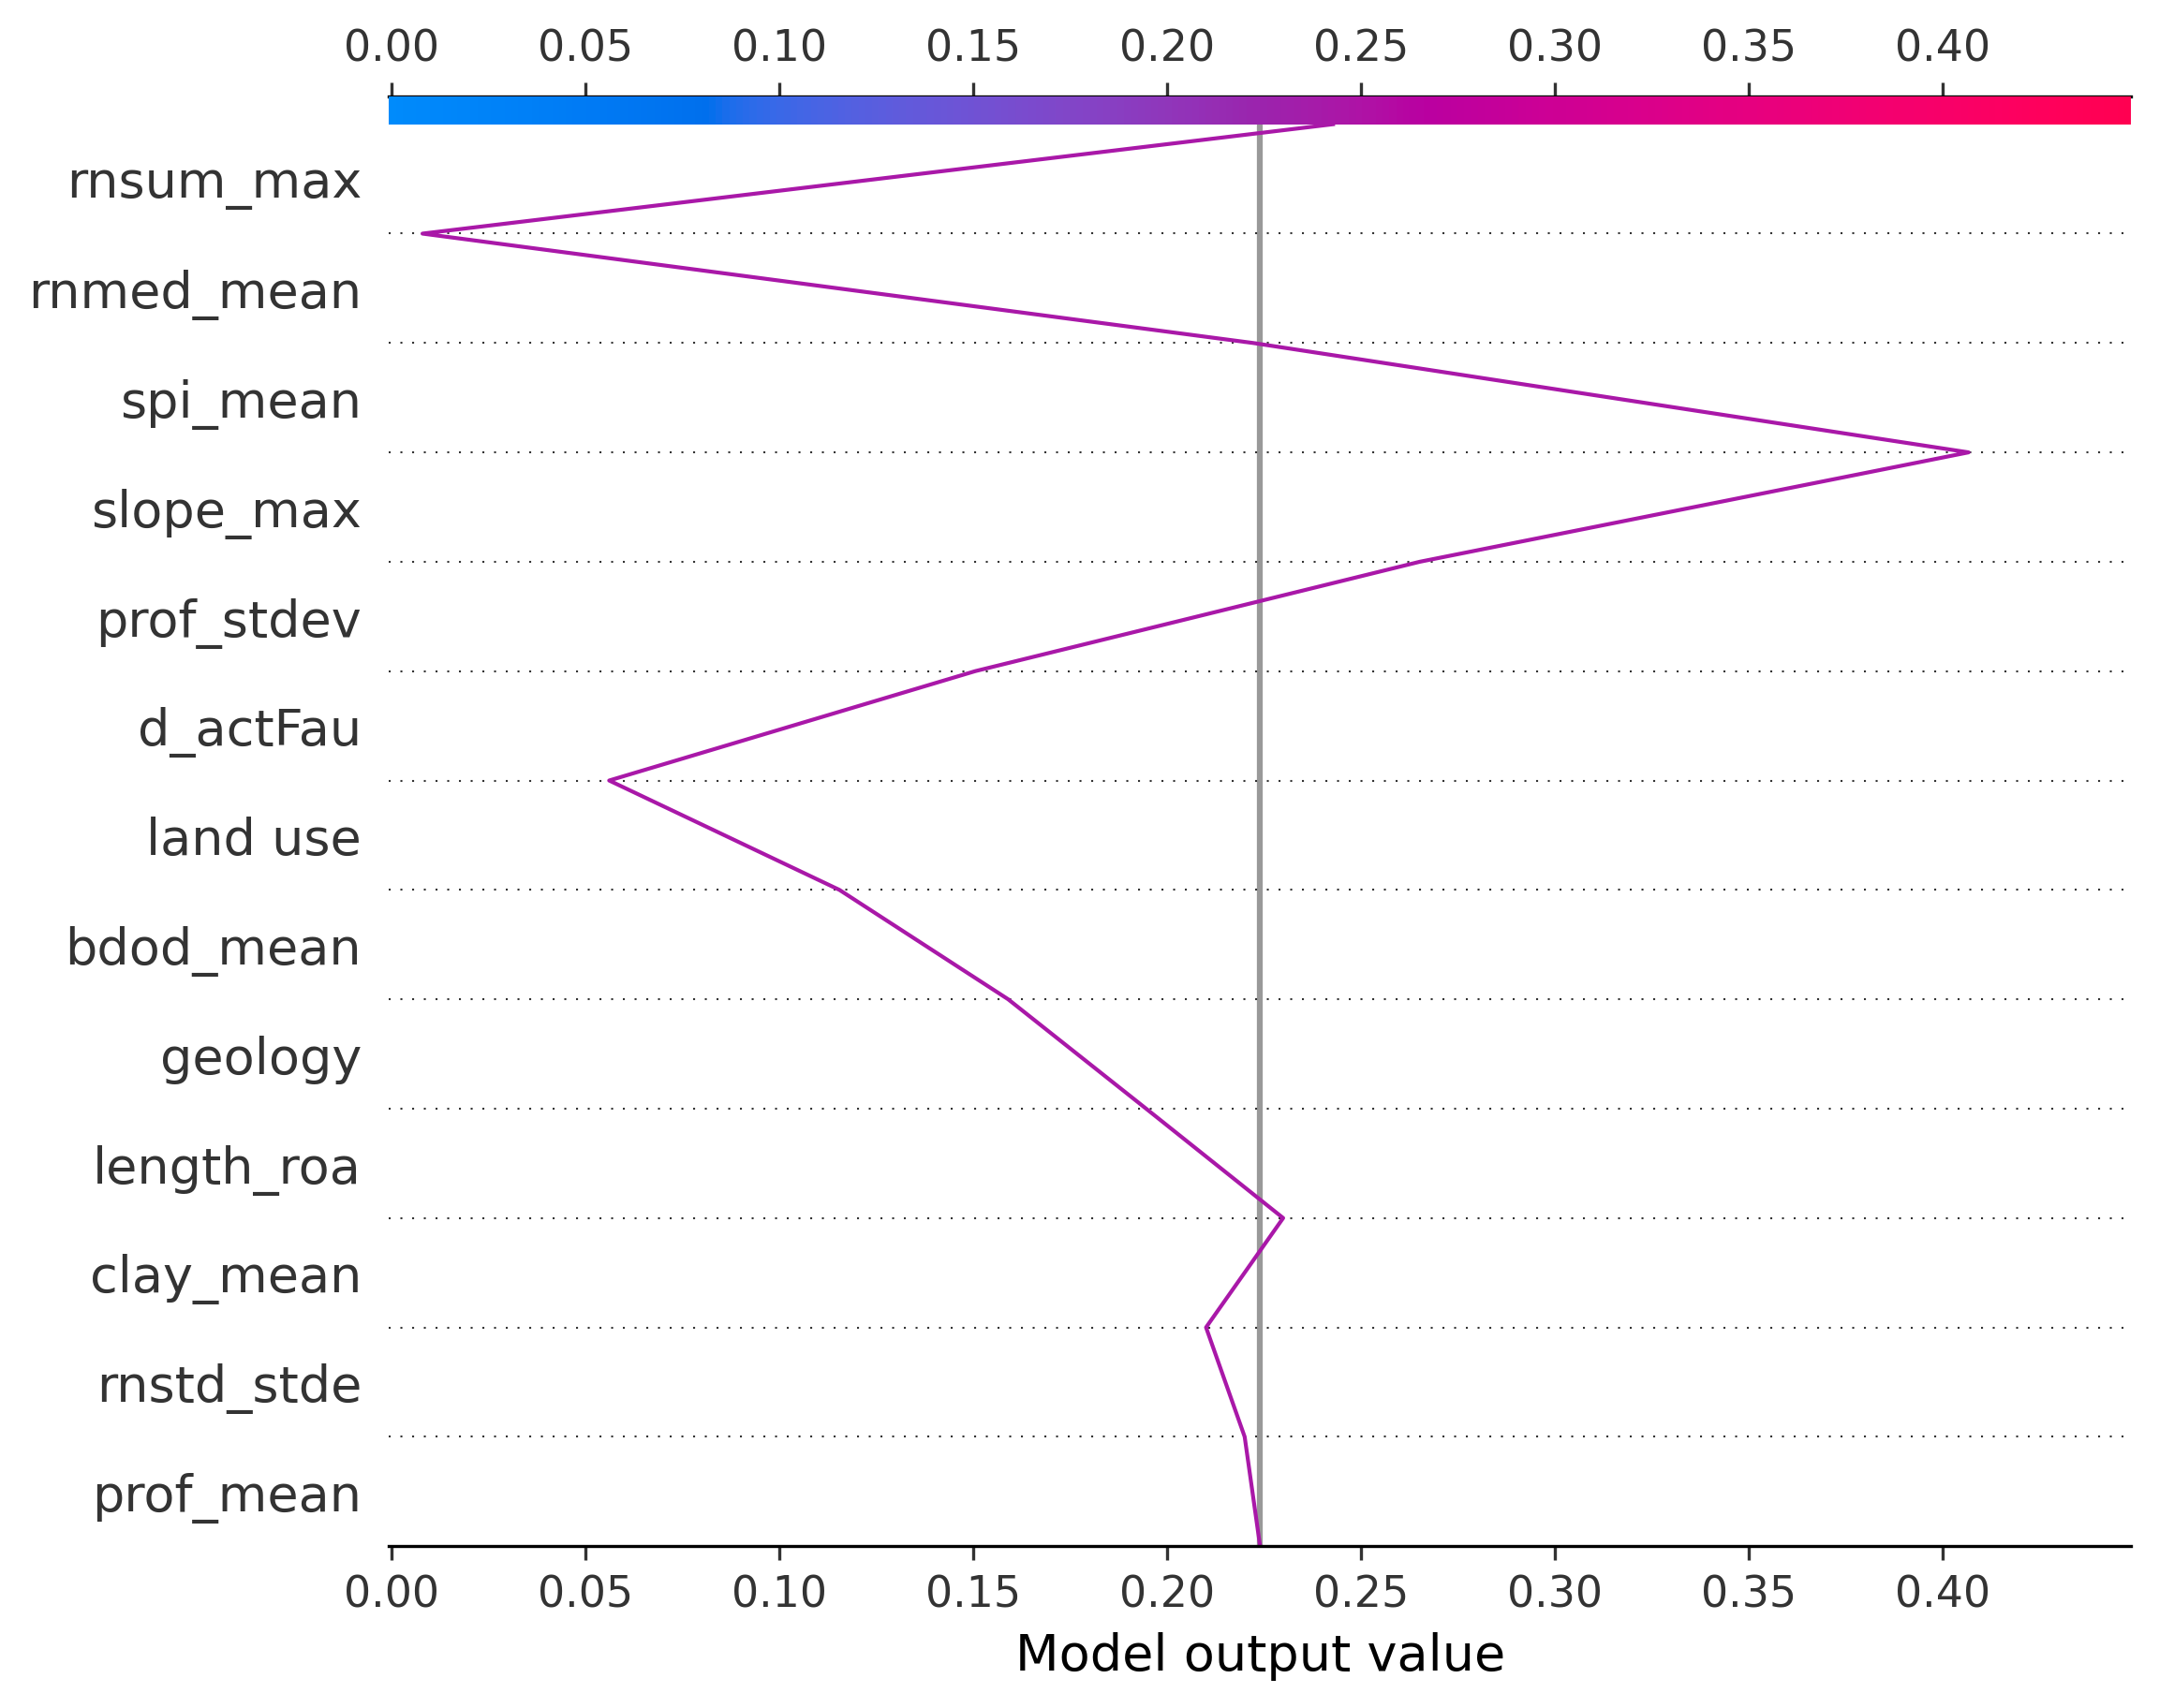 0.00 0.05 0.10 0.15 0.20 0.25 0.30 0.35 0.40
rnsum_max
rnmed_mean
spi_mean
slope_max
prof_stdev
d_actFau
land use
bdod_mean
geology
length_roa
clay_mean
rnstd_stde
prof_mean
0.00 0.05 0.10 0.15 0.20 0.25 0.30 0.35 0.40
Model output value